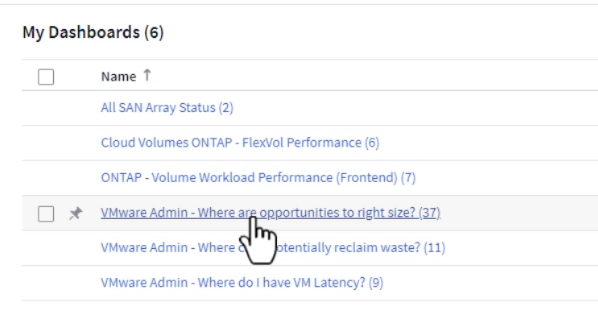 My Dashboards (6)
Name ↑
All SAN Array Status (2)
Cloud Volumes ONTAP - FlexVol Performance (6)
ONTAP - Volume Workload Performance (Frontend) (7)
VMware Admin - Where are opportunities to right size? (37)
VMware Admin - Where potentially reclaim waste? (11)
VMware Admin - Where do I have VM Latency? (9)